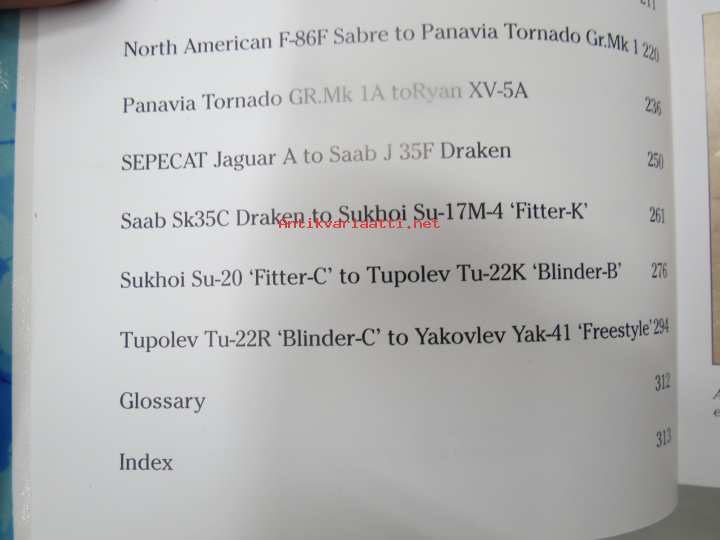 211
North American F-86F Sabre to Panavia Tornado Gr.Mk 1 220
Panavia Tornado GR.Mk 1A toRyan XV-5A 236
SEPECAT Jaguar A to Saab J 35F Draken 250
Saab Sk35C Draken to Sukhoi Su-17M-4 ‘Fitter-K’ 261
Antikvariaatti.net
Sukhoi Su-20 ‘Fitter-C’ to Tupolev Tu-22K ‘Blinder-B’ 276
Tupolev Tu-22R ‘Blinder-C’ to Yakovlev Yak-41 ‘Freestyle’ 294
Glossary 312
Index 313